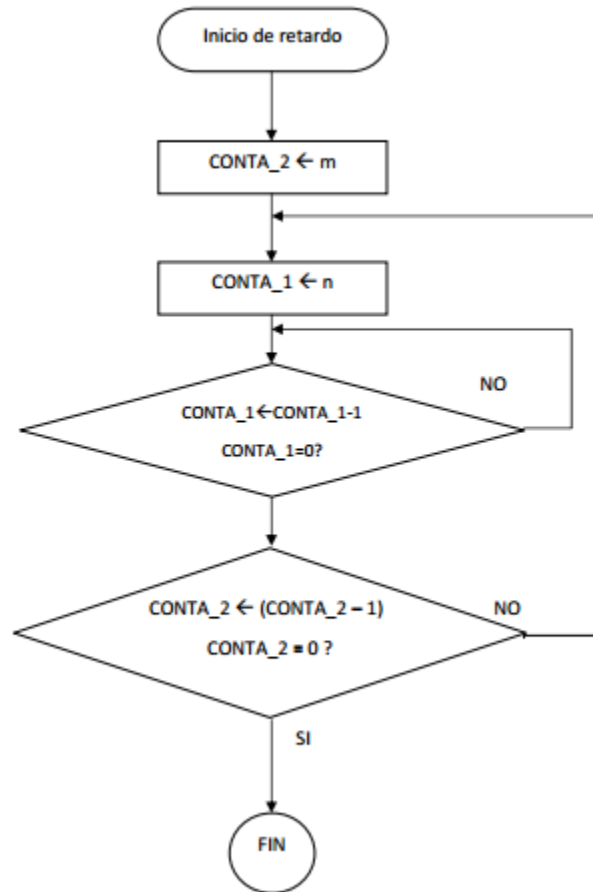 Inicio de retardo
CONTA_2 ← m
CONTA_1 ← n
NO
CONTA_1←CONTA_1-1
CONTA_1=0?
CONTA_2 ← (CONTA_2 – 1)
NO
CONTA_2 = 0 ?
SI
FIN